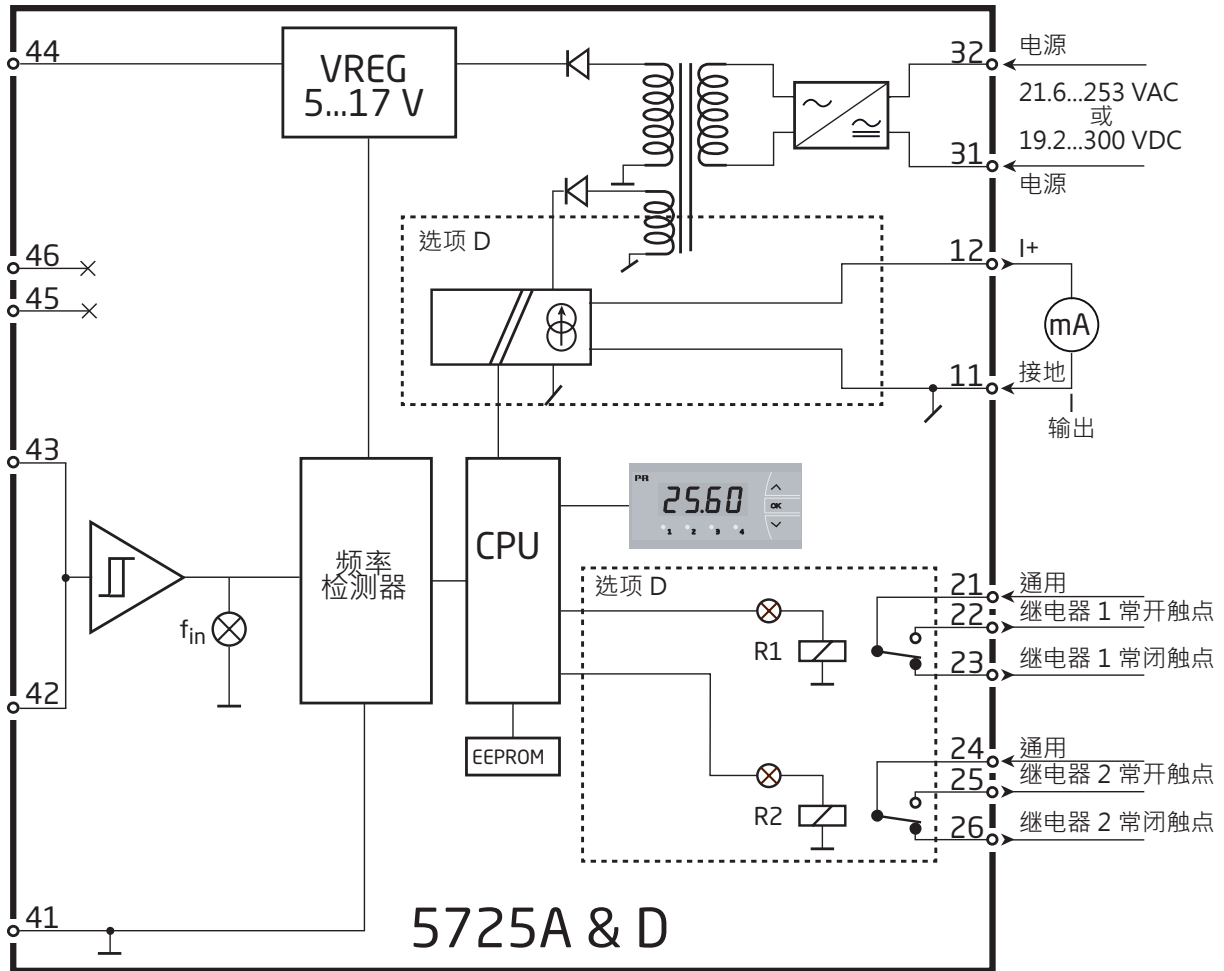 44
VREG
5...17 V
32
电源
21.6...253 VAC
或
19.2...300 VDC
31
电源
46
45
选项 D
12
I+
mA
11
接地
I
输出
43
PR
25.60
OK
1 2 3 4
频率
检测器
CPU
fin
42
EEPROM
选项 D
R1
R2
21
通用
22
继电器 1 常开触点
23
继电器 1 常闭触点
24
通用
25
继电器 2 常开触点
26
继电器 2 常闭触点
41
5725A & D